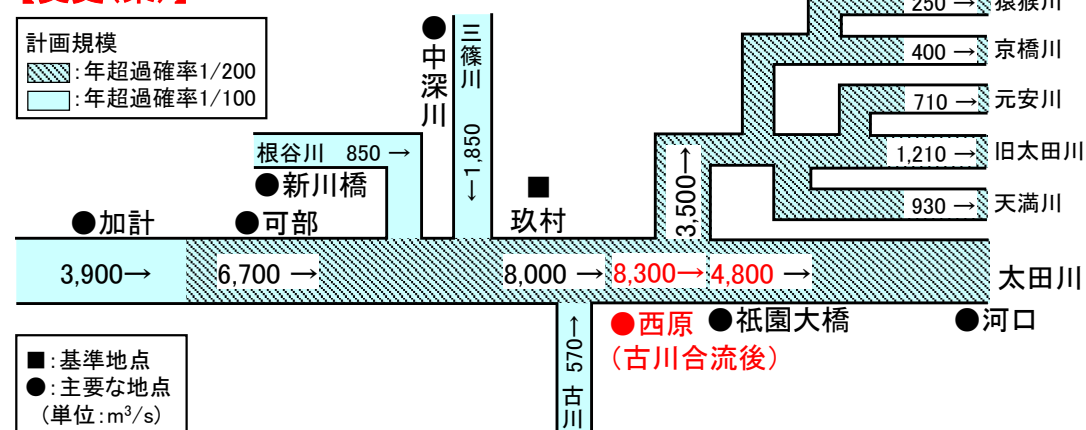 【変更(案)】
計画規模
：年超過確率1/200
：年超過確率1/100
●中深川
三篠川
←1,850
250→ 猿猴川
400→ 京橋川
710→ 元安川
1,210→ 旧太田川
930→ 天満川
根谷川 850→
●新川橋
■
玖村
3,500→
●加計
●可部
3,900→
6,700→
8,000→
8,300→
4,800→
太田川
●西原
（古川合流後）
●祇園大橋
●河口
570→
古川
■：基準地点
●：主要な地点
（単位：m³/s）